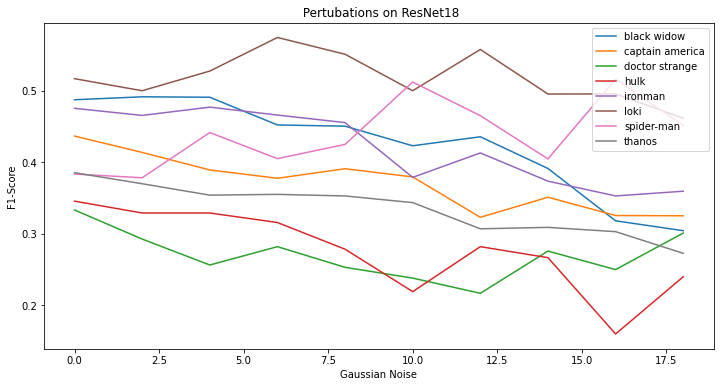 Pertubations on ResNet18
F1-Score
0.5
0.4
0.3
0.2
0.0
2.5
5.0
7.5
10.0
12.5
15.0
17.5
Gaussian Noise
black widow
captain america
doctor strange
hulk
ironman
loki
spider-man
thanos